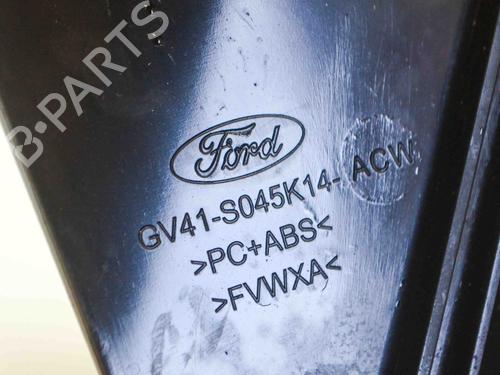 B·PARTS
Ford
GV41-S045K14- ACW
>PC+ABS<
>FVWXA<